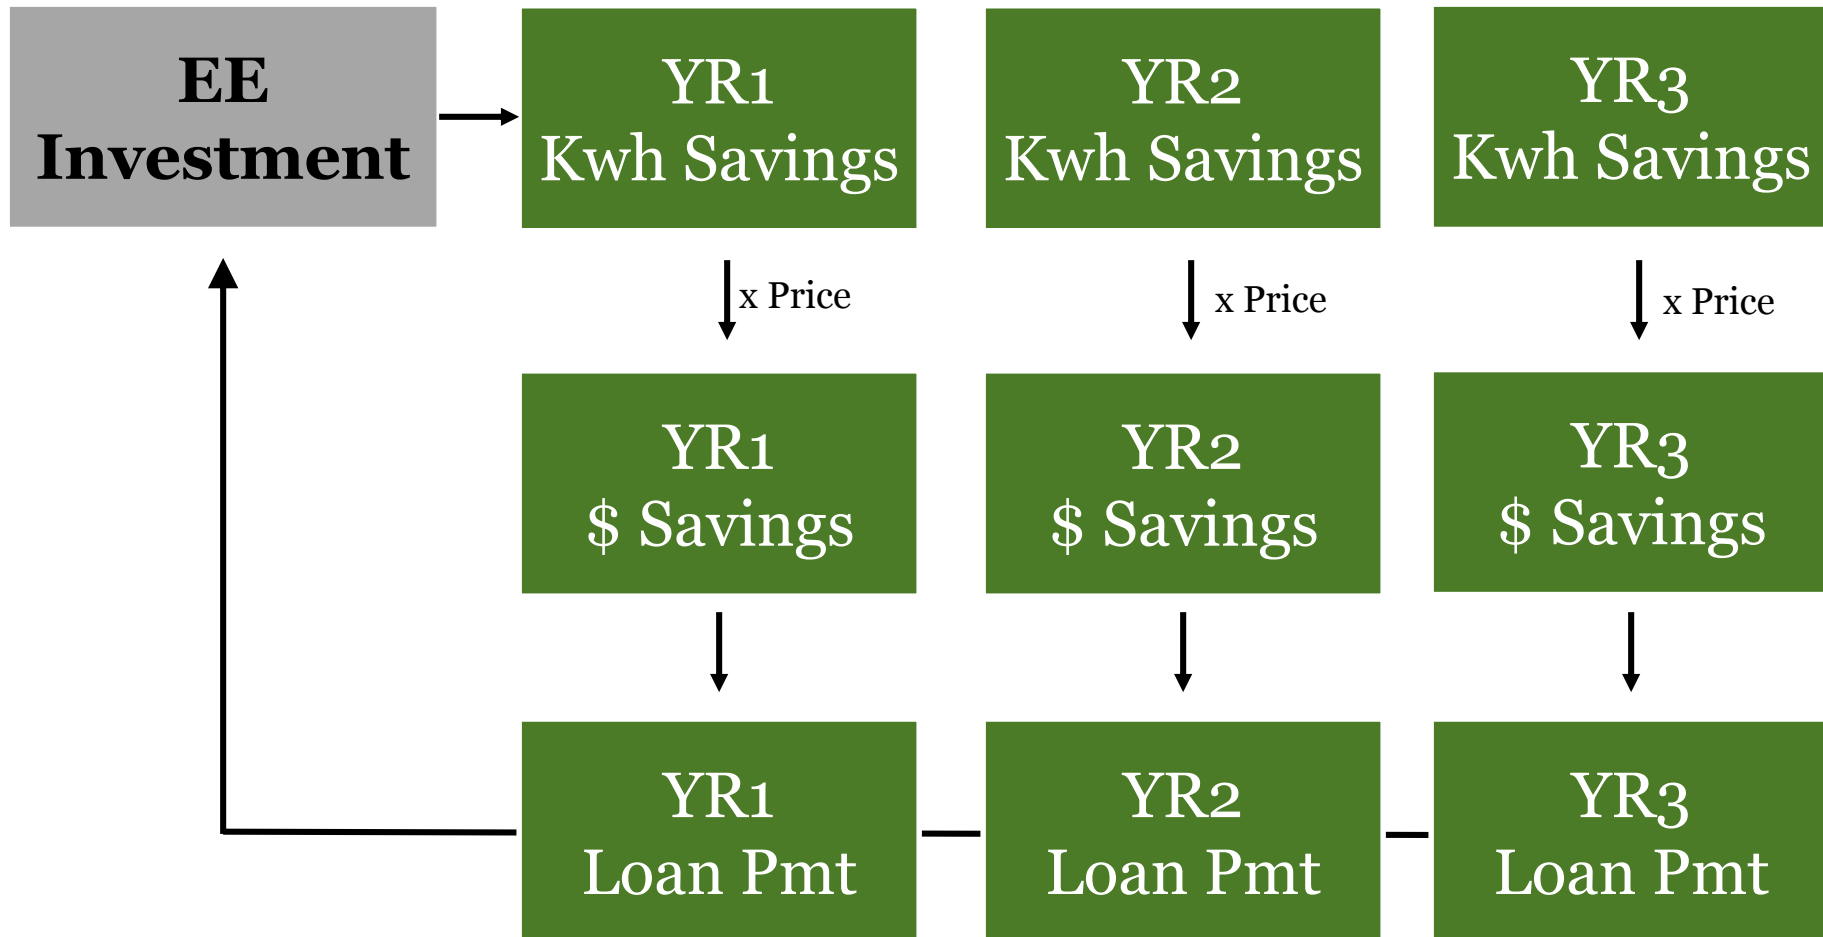 EE
Investment
YR1
Kwh Savings
YR2
Kwh Savings
YR3
Kwh Savings
x Price
x Price
x Price
YR1
$ Savings
YR2
$ Savings
YR3
$ Savings
YR1
Loan Pmt
YR2
Loan Pmt
YR3
Loan Pmt